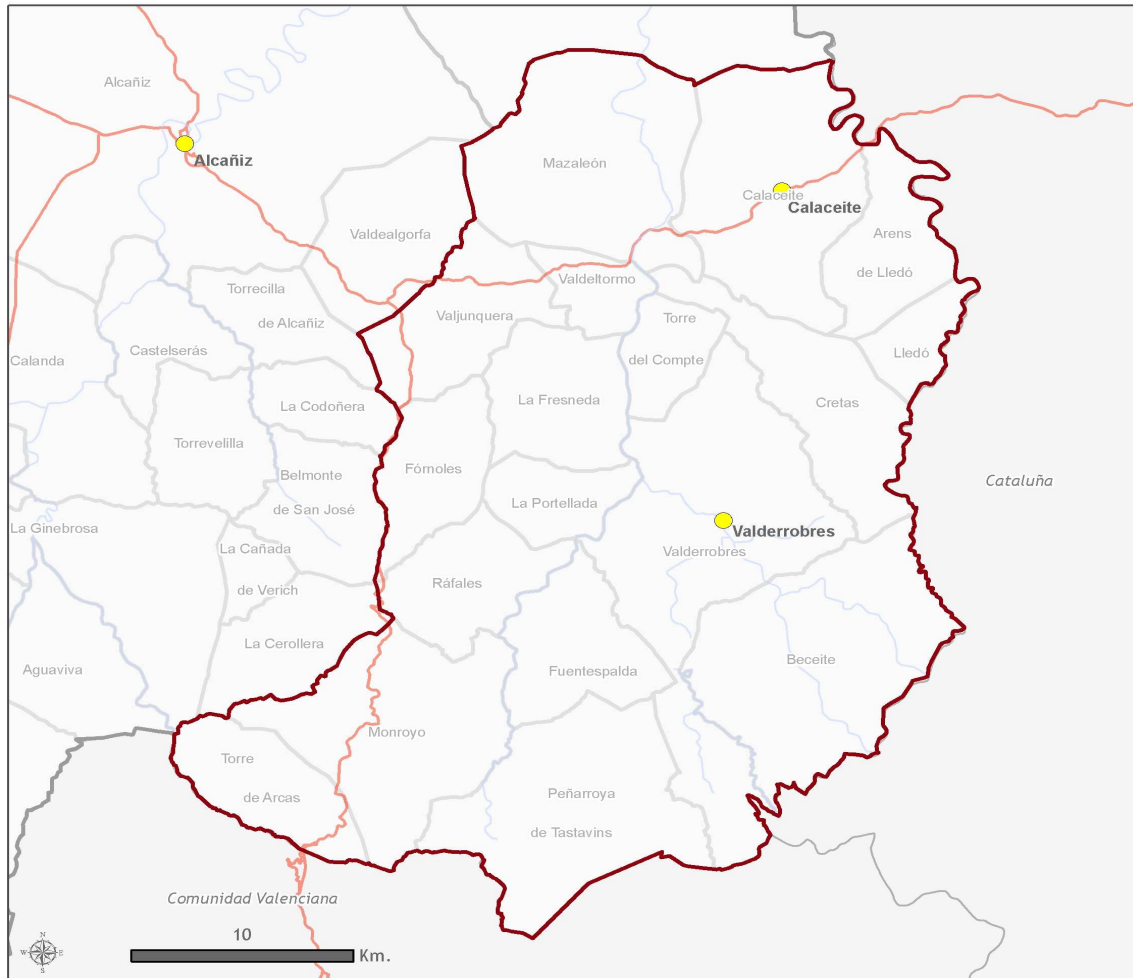 Alcañiz
Alcañiz
Mazaleón
Calaceite
Calaceite
Valdealgorfa
Arens
de Lledó
Torrecilla
de Alcañiz
Valdeltormo
Valjunquera
Torre
del Compte
Calanda
Castelserás
Lledó
La Codoñera
La Fresneda
Cretas
Torrevelilla
Fórnoles
Belmonte
de San José
La Portellada
Cataluña
La Ginebrosa
Valderrobres
Valderrobres
La Cañada
de Verich
Ráfales
La Cerollera
Aguaviva
Fuentespalda
Beceite
Monroyo
Torre
de Arcas
Peñarroya
de Tastavins
Comunidad Valenciana
N
W
E
S
10
Km.